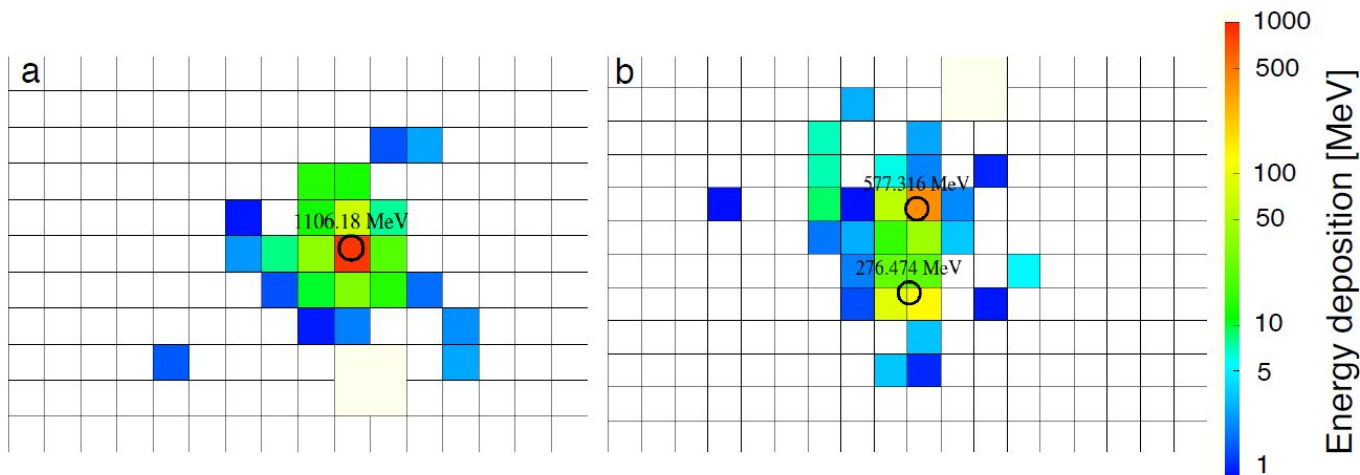 a
1106.18 MeV
b
577.316 MeV
276.474 MeV
1000
500
100
50
10
5
1
Energy deposition [MeV]